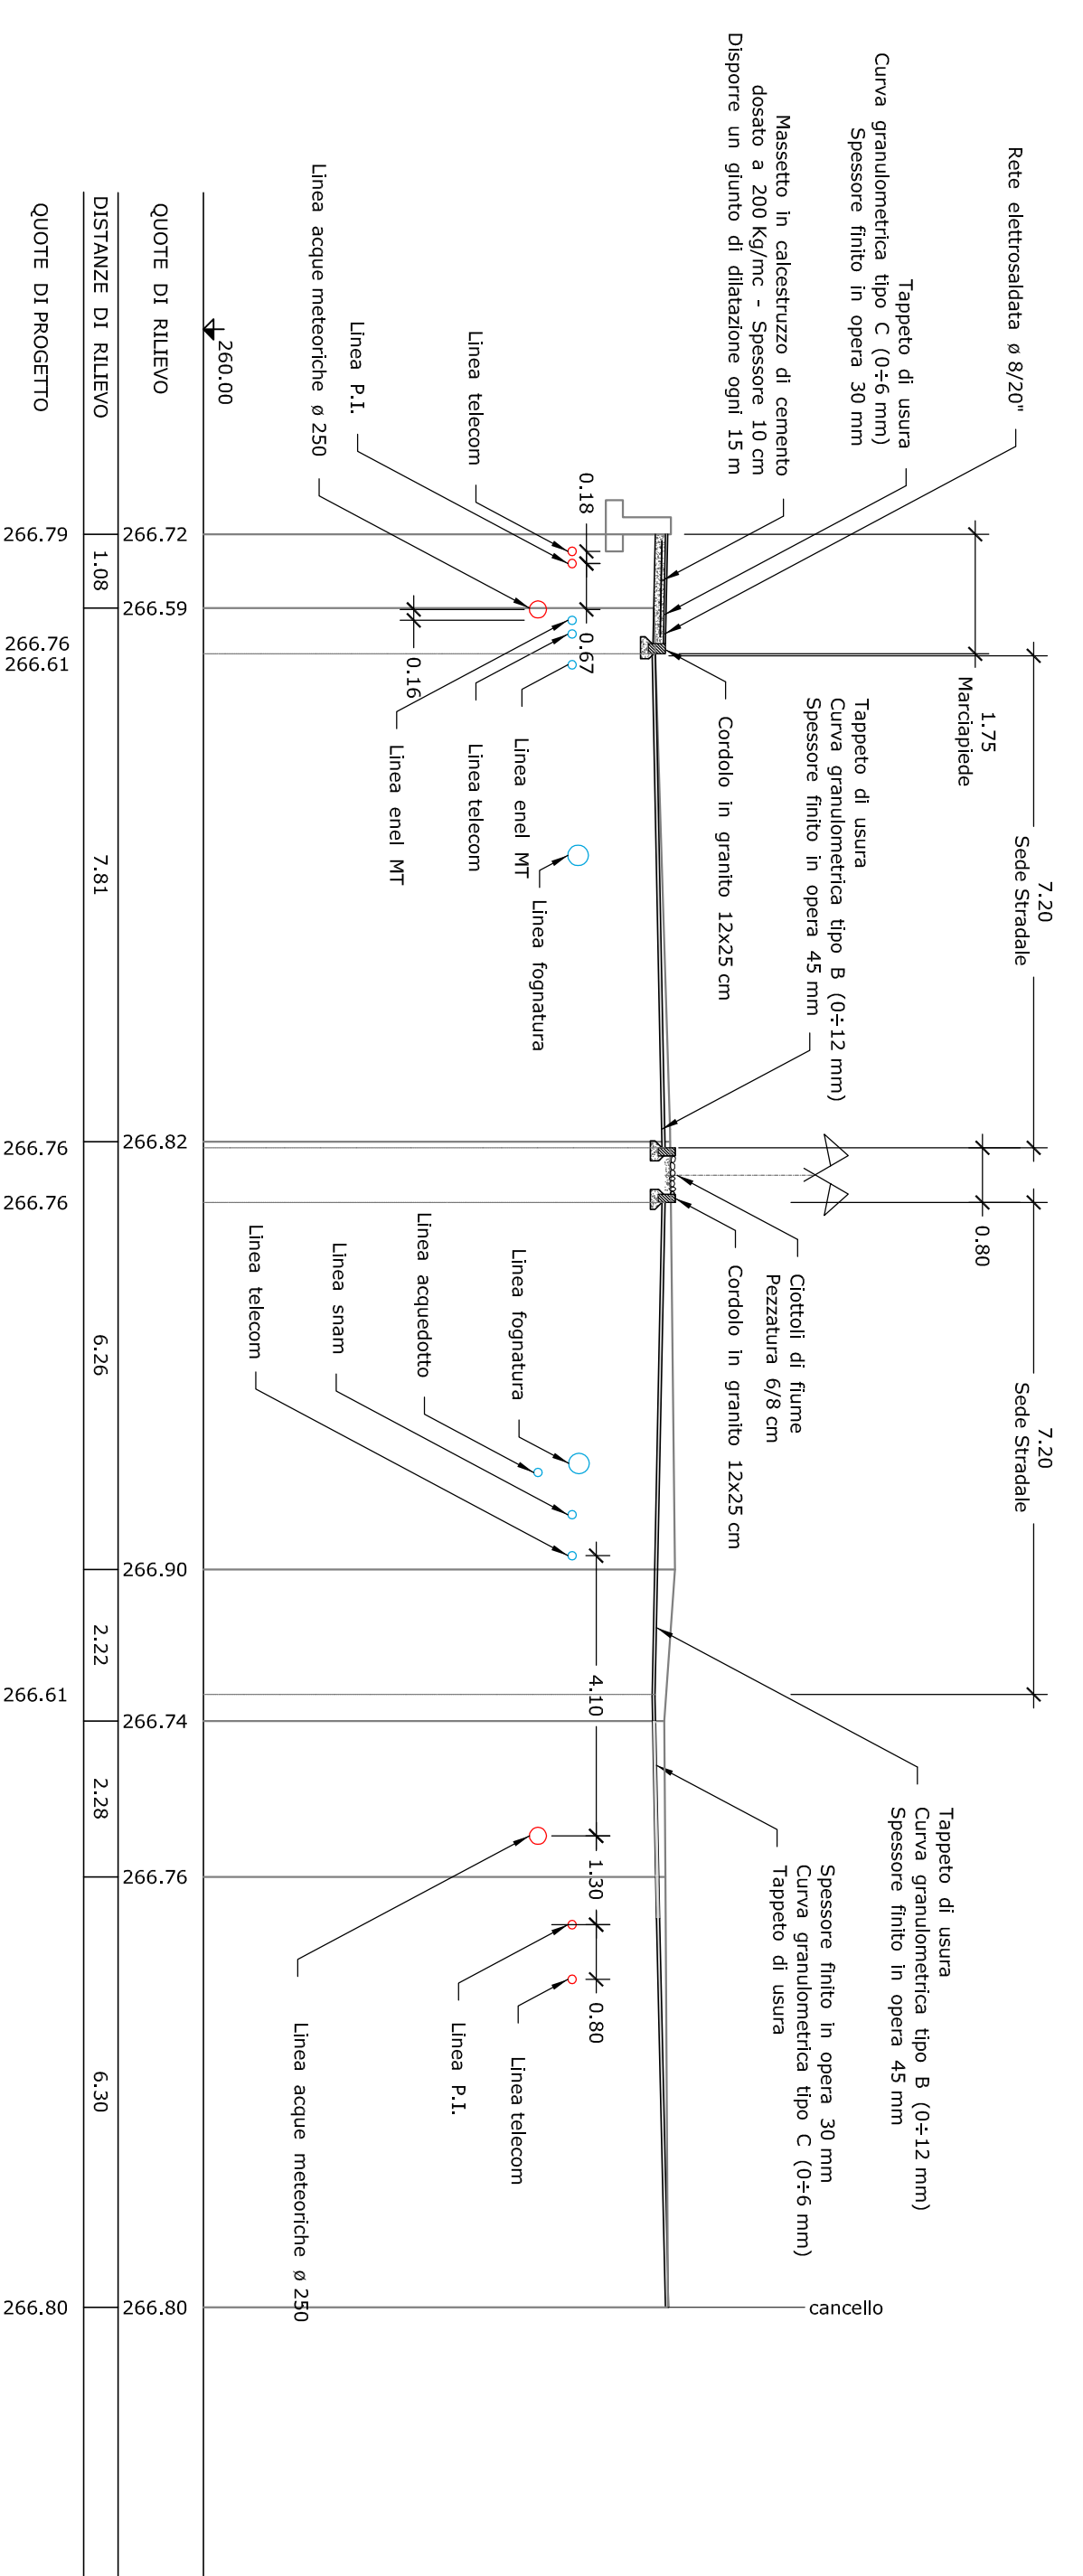 Rete elettrosaldata ø 8/20"
Tappeto di usura
Curva granulometrica tipo C (0÷6 mm)
Spessore finito in opera 30 mm
Massetto in calcestruzzo di cemento
dosato a 200 Kg/mc - Spessore 10 cm
Disporre un giunto di dilatazione ogni 15 m
Linea telecom
Linea P.I.
Linea acque meteoriche ø 250
260.00
QUOTE DI RILIEVO
DISTANZE DI RILIEVO
QUOTE DI PROGETTO
1.75
Marciapiede
7.20
Sede Stradale
0.80
7.20
Sede Stradale
Tappeto di usura
Curva granulometrica tipo B (0÷12 mm)
Spessore finito in opera 45 mm
Cordolo in granito 12x25 cm
Ciottoli di fiume
Pezzatura 6/8 cm
Cordolo in granito 12x25 cm
Tappeto di usura
Curva granulometrica tipo B (0÷12 mm)
Spessore finito in opera 45 mm
Spessore finito in opera 30 mm
Curva granulometrica tipo C (0÷6 mm)
Tappeto di usura
cancello
0.18
0.67
0.16
Linea fognatura
Linea enel MT
Linea telecom
Linea enel MT
Linea fognatura
Linea acquedotto
Linea snam
Linea telecom
4.10
1.30
0.80
Linea telecom
Linea P.I.
Linea acque meteoriche ø 250
266.72
266.59
266.82
266.90
266.74
266.76
266.80
1.08
7.81
6.26
2.22
2.28
6.30
266.79
266.76
266.61
266.76
266.76
266.61
266.80